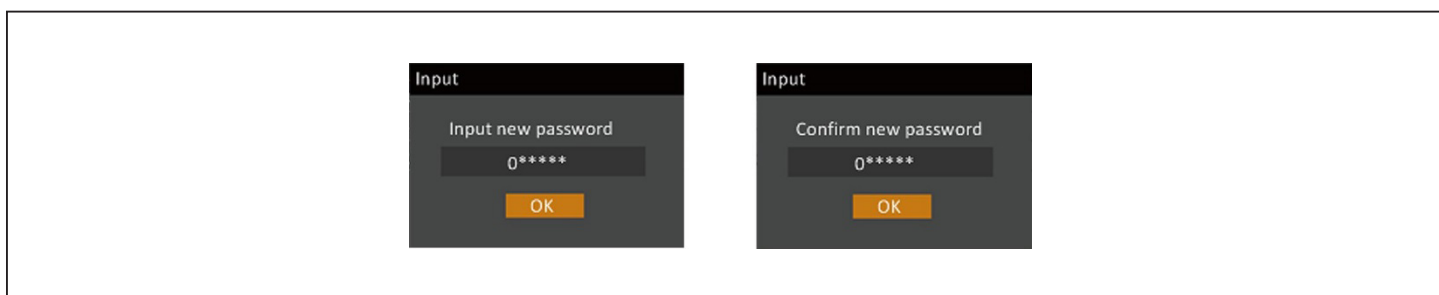 Input
Input new password
0*****
OK
Input
Confirm new password
0*****
OK